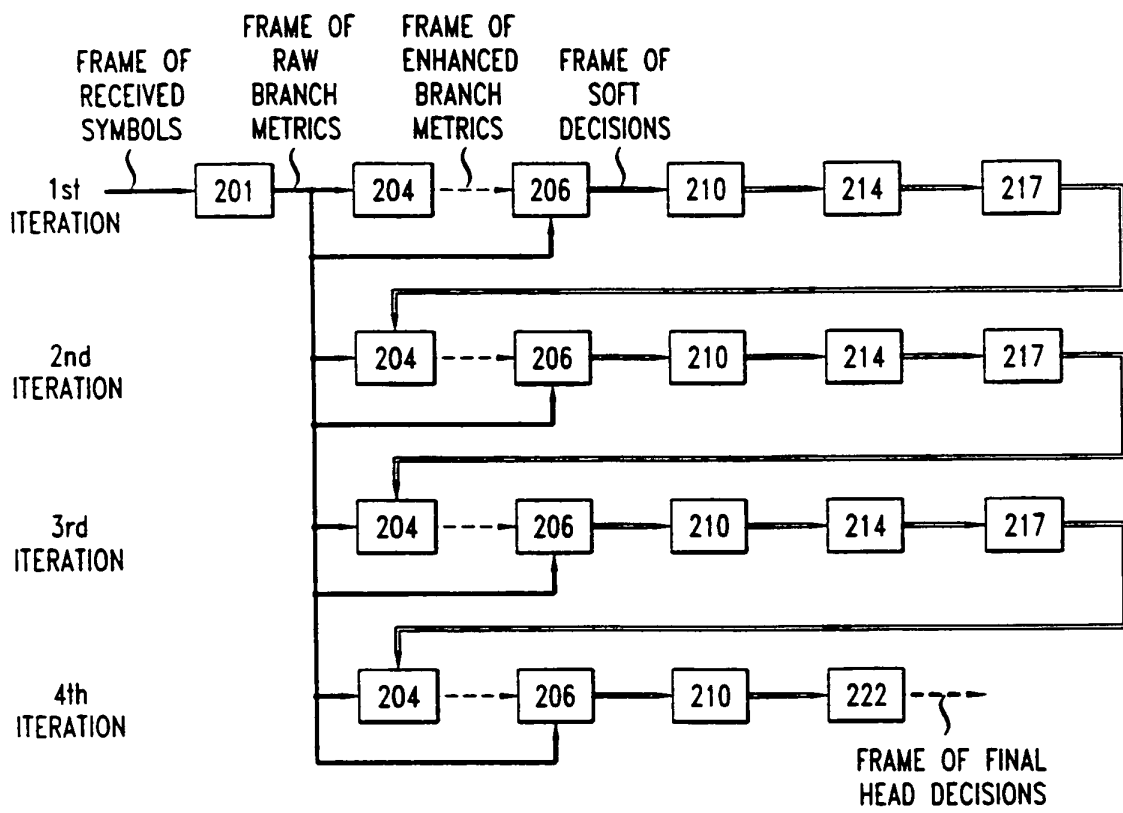 FRAME OF
RECEIVED
SYMBOLS
FRAME OF
RAW
BRANCH
METRICS
FRAME OF
ENHANCED
BRANCH
METRICS
FRAME OF
SOFT
DECISIONS
1st
ITERATION
201
204
206
210
214
217
2nd
ITERATION
204
206
210
214
217
3rd
ITERATION
204
206
210
214
217
4th
ITERATION
204
206
210
222
FRAME OF FINAL
HEAD DECISIONS